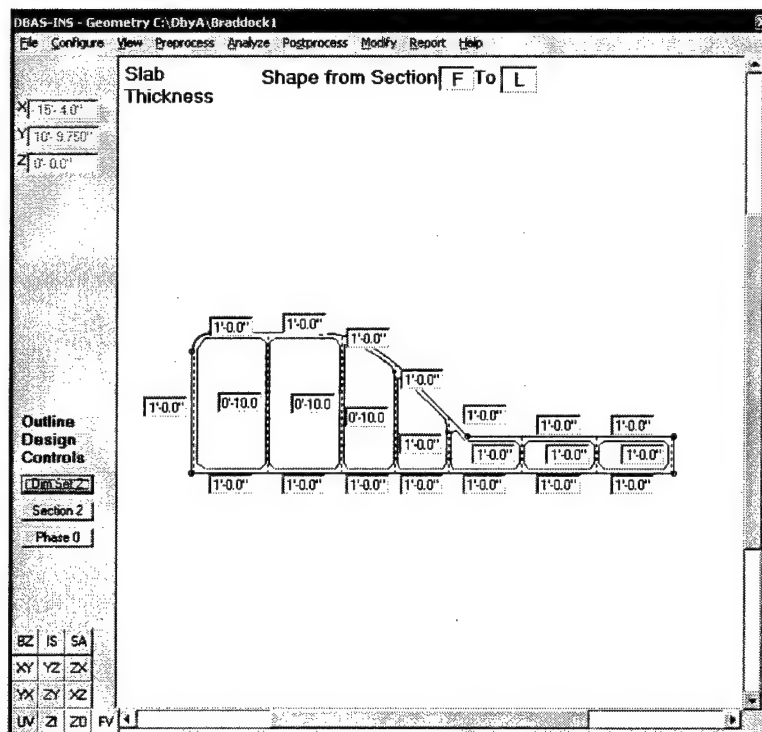 DBAS-INS - Geometry C:\DbyA\Braddock1
File Configure View Preprocess Analyze Postprocess Modify Report Help
Slab Thickness
Shape from Section F To L
X - 15'- 4.0"
Y 10'- 9.750"
Z 0'- 0.0"
1'-0.0" 1'-0.0"
1'-0.0"
1'-0.0"
1'-0.0" 0'-10.0 0'-10.0 0'-10.0
1'-0.0" 1'-0.0" 1'-0.0"
1'-0.0" 1'-0.0" 1'-0.0" 1'-0.0"
1'-0.0" 1'-0.0" 1'-0.0" 1'-0.0" 1'-0.0" 1'-0.0" 1'-0.0"
Outline
Design
Controls
Dim Set 2
Section 2
Phase 0
BZ IS SA
XY YZ ZX
YX ZY XZ
UV ZI ZO FV